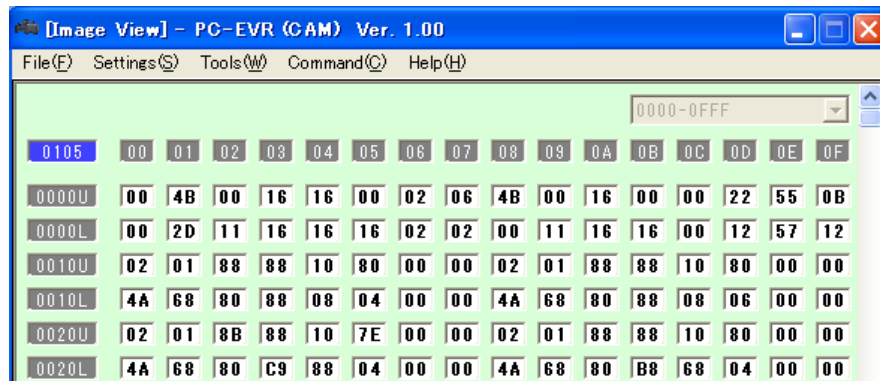 [Image View] - PC-EVR (CAM) Ver. 1.00
File(F) Settings(S) Tools(W) Command(C) Help(H)
0000-0FFF
0105 00 01 02 03 04 05 06 07 08 09 0A 0B 0C 0D 0E 0F
0000U 00 4B 00 16 16 00 02 06 4B 00 16 00 00 22 55 0B
0000L 00 2D 11 16 16 16 02 02 00 11 16 16 00 12 57 12
0010U 02 01 88 88 10 80 00 00 02 01 88 88 10 80 00 00
0010L 4A 68 80 88 08 04 00 00 4A 68 80 88 08 06 00 00
0020U 02 01 8B 88 10 7E 00 00 02 01 88 88 10 80 00 00
0020L 4A 68 80 C9 88 04 00 00 4A 68 80 B8 68 04 00 00